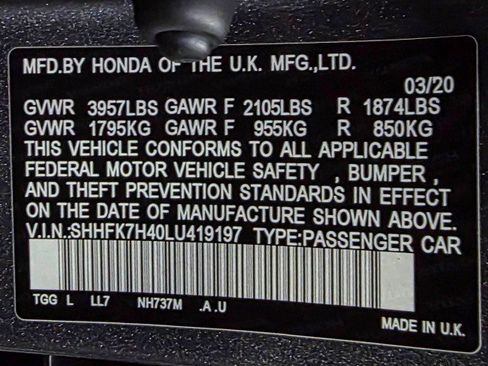 MFD.BY HONDA OF THE U.K. MFG.,LTD.
03/20
GVWR 3957LBS GAWR F 2105LBS R 1874LBS
GVWR 1795KG GAWR F 955KG R 850KG
THIS VEHICLE CONFORMS TO ALL APPLICABLE
FEDERAL MOTOR VEHICLE SAFETY , BUMPER ,
AND THEFT PREVENTION STANDARDS IN EFFECT
ON THE DATE OF MANUFACTURE SHOWN ABOVE.
V.I.N.:SHHFK7H40LU419197 TYPE:PASSENGER CAR
TGG L LL7 NH737M .A .U
MADE IN U.K.